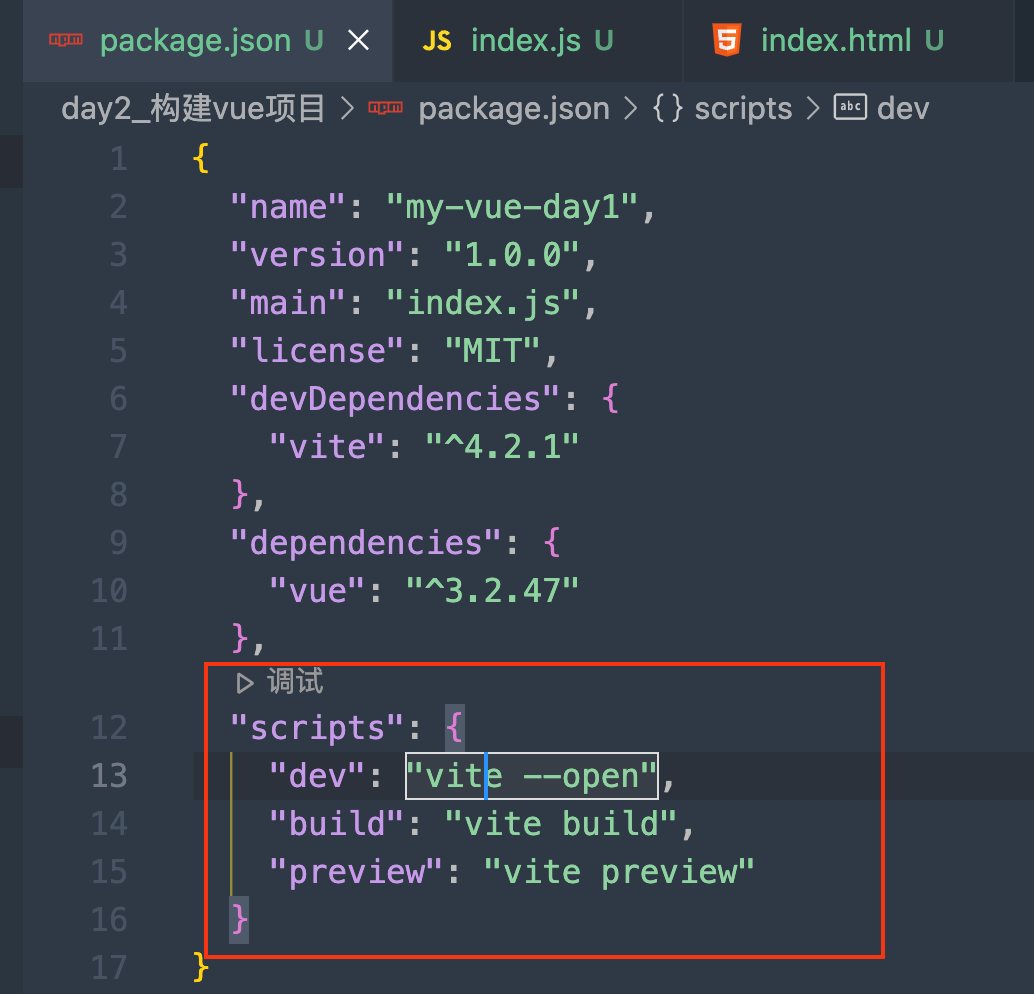 package.json U JS index.js U index.html U
day2_构建vue项目 package.json {} scripts abc dev
1 {
2 "name": "my-vue-day1",
3 "version": "1.0.0",
4 "main": "index.js",
5 "license": "MIT",
6 "devDependencies": {
7 "vite": "^4.2.1"
8 },
9 "dependencies": {
10 "vue": "^3.2.47"
11 },
调试
12 "scripts": {
13 "dev": "vite --open",
14 "build": "vite build",
15 "preview": "vite preview"
16 }
17 }